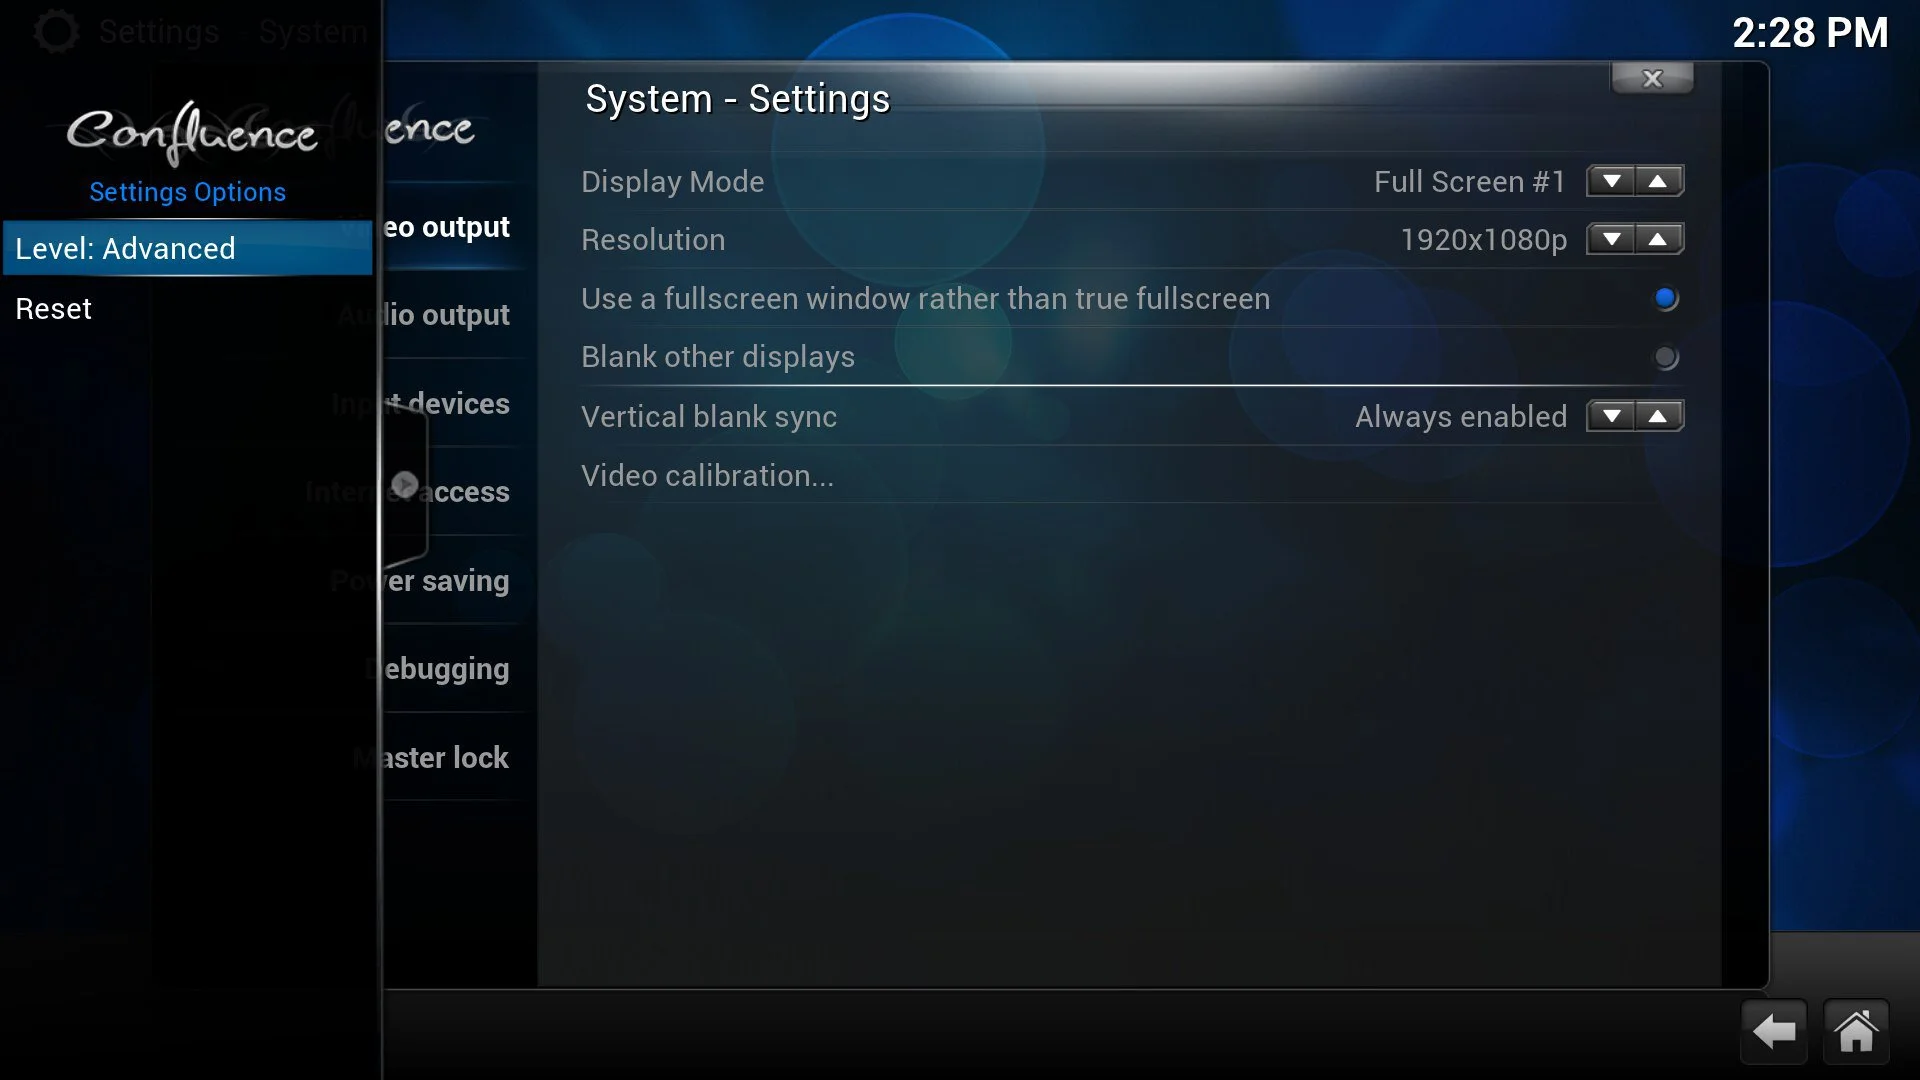 Settings - System
2:28 PM
Confluence
ence
Settings Options
Level: Advanced
Reset
Video output
Audio output
Input devices
Internet access
Power saving
Debugging
Master lock
System - Settings
X
Display Mode Full Screen #1
Resolution 1920x1080p
Use a fullscreen window rather than true fullscreen
Blank other displays
Vertical blank sync Always enabled
Video calibration...